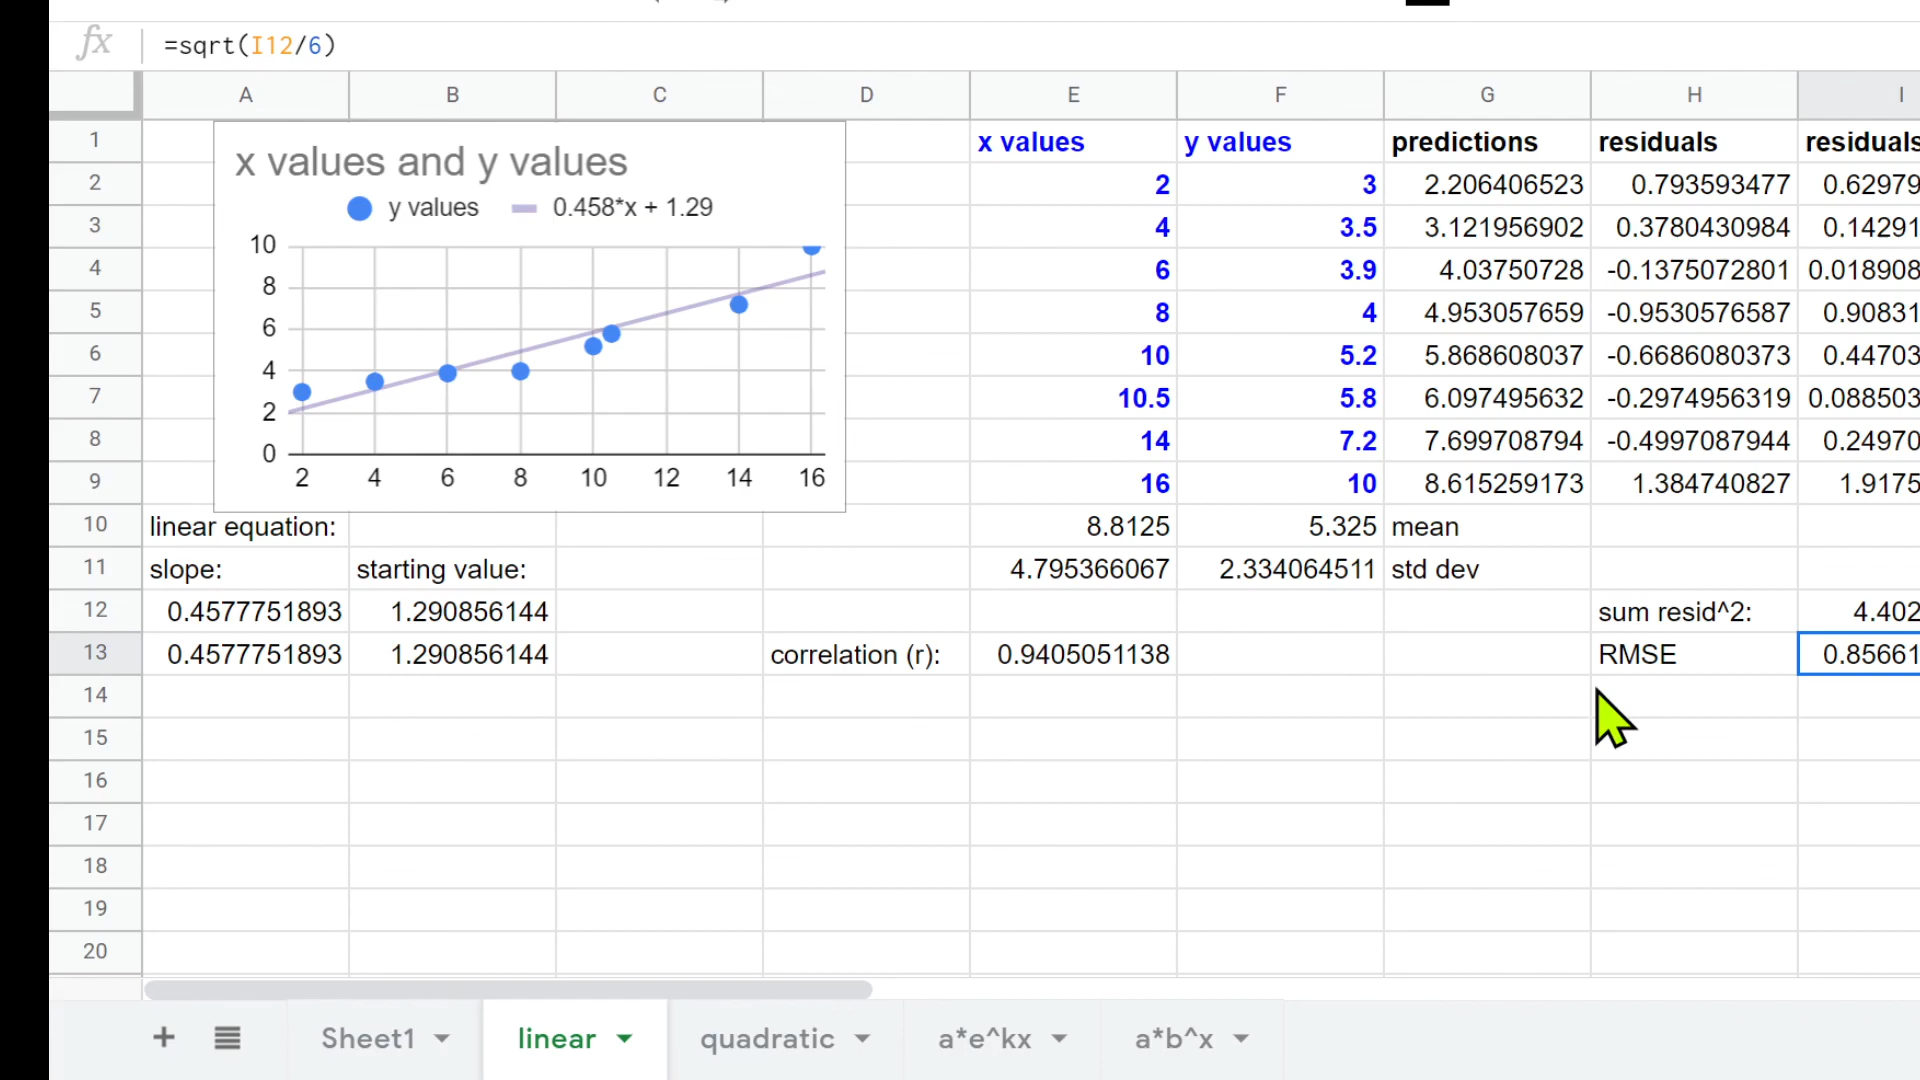 fx =sqrt(I12/6)
A B C D E F G H I
1 x values y values predictions residuals residuals
2 2 3 2.206406523 0.793593477 0.62979
3 4 3.5 3.121956902 0.3780430984 0.14291
4 6 3.9 4.03750728 -0.1375072801 0.018908
5 8 4 4.953057659 -0.9530576587 0.90831
6 10 5.2 5.868608037 -0.6686080373 0.44703
7 10.5 5.8 6.097495632 -0.2974956319 0.088503
8 14 7.2 7.699708794 -0.4997087944 0.24970
9 16 10 8.615259173 1.384740827 1.9175
x values and y values
y values 0.458*x + 1.29
10
8
6
4
2
0
2 4 6 8 10 12 14 16
10 linear equation: 8.8125 5.325 mean
11 slope: starting value: 4.795366067 2.334064511 std dev
12 0.4577751893 1.290856144 sum resid^2: 4.402
13 0.4577751893 1.290856144 correlation (r): 0.9405051138 RMSE 0.85661
14
15
16
17
18
19
20
+ Sheet1 linear quadratic a*e^kx a*b^x